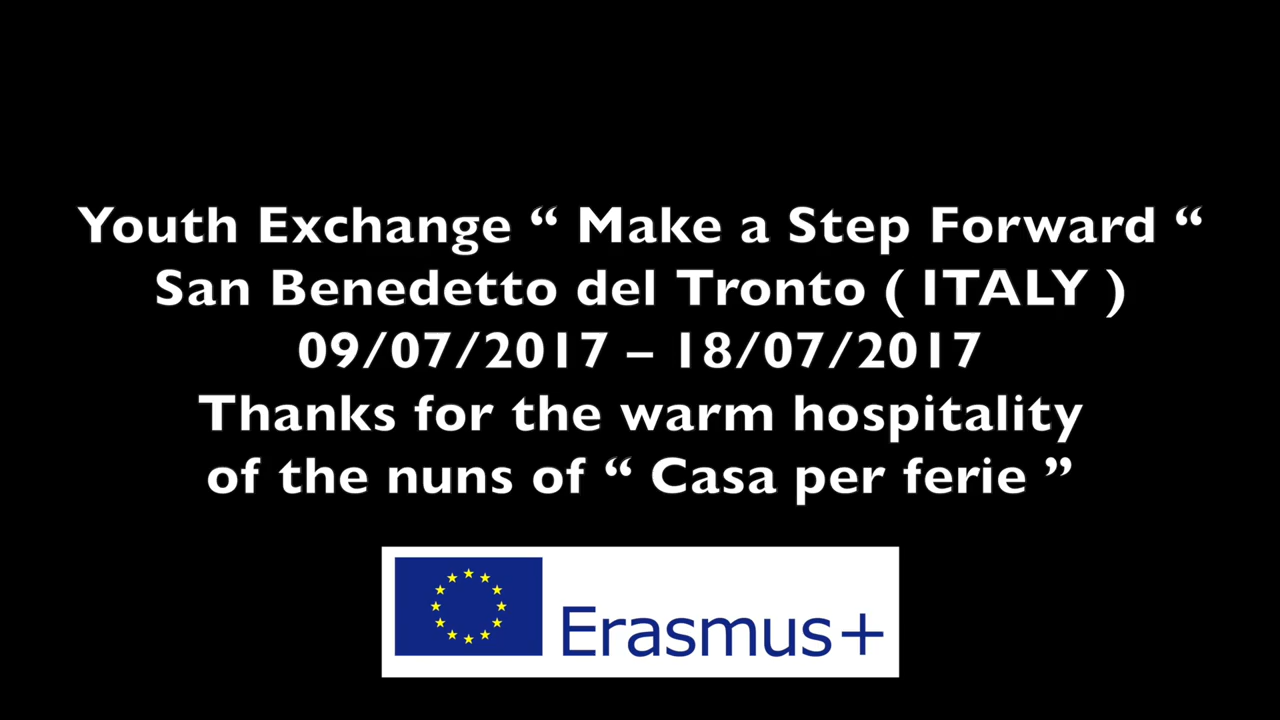 Youth Exchange “ Make a Step Forward “
San Benedetto del Tronto ( ITALY )
09/07/2017 – 18/07/2017
Thanks for the warm hospitality
of the nuns of “ Casa per ferie ”
Erasmus+